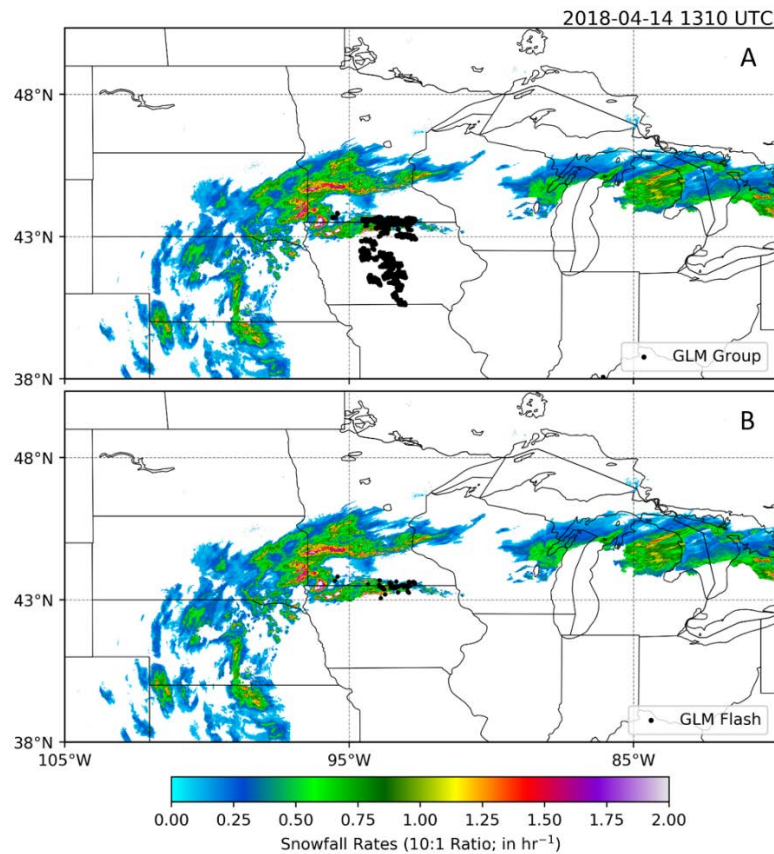 2018-04-14 1310 UTC
A
48°N
43°N
38°N
GLM Group
B
48°N
43°N
38°N
GLM Flash
105°W
95°W
85°W
0.00 0.25 0.50 0.75 1.00 1.25 1.50 1.75 2.00
Snowfall Rates (10:1 Ratio; in hr⁻¹)